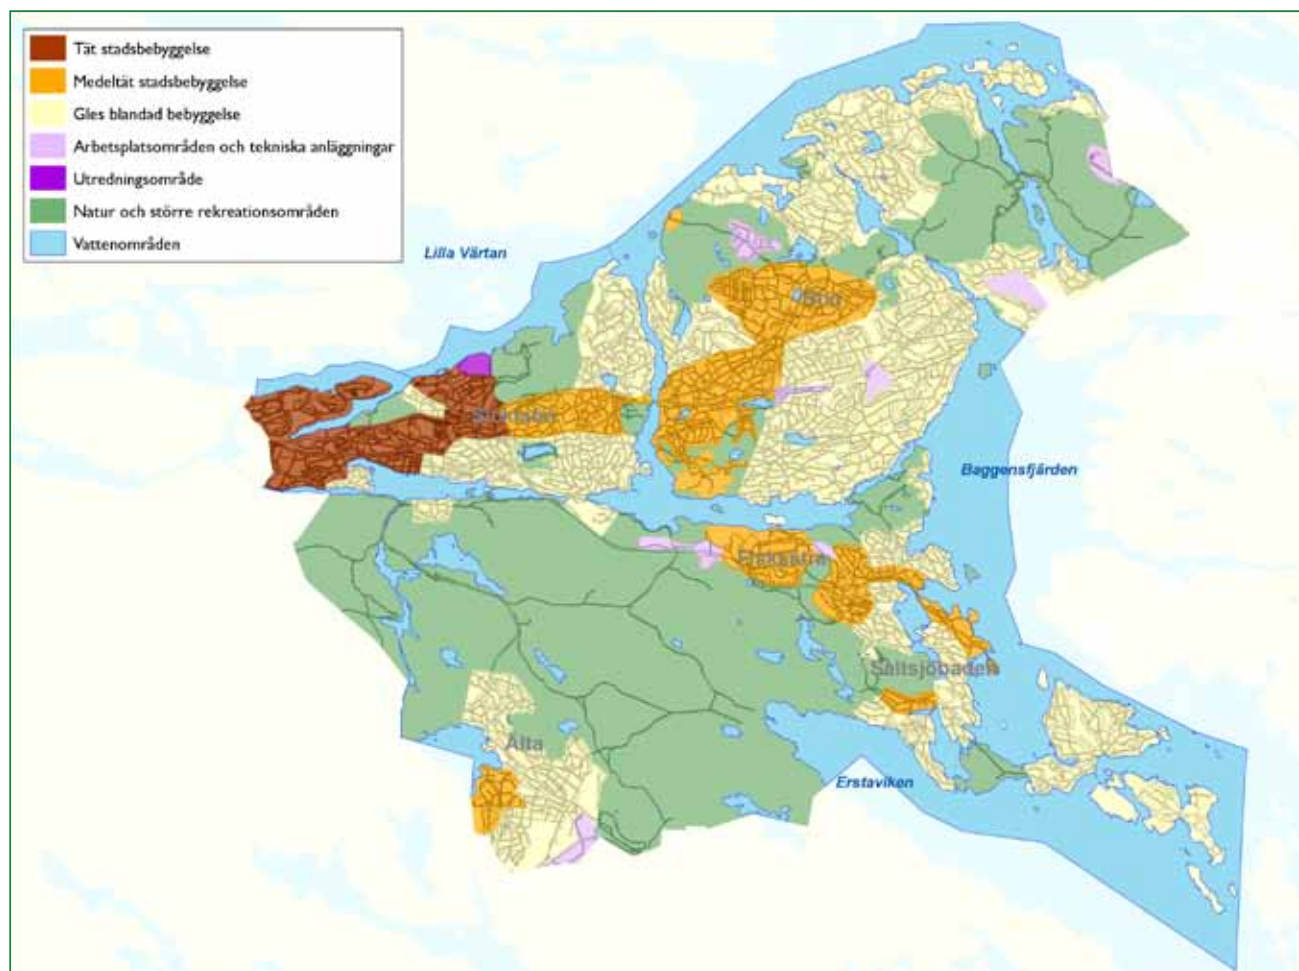 Tät stadsbebyggelse
Medeltät stadsbebyggelse
Gles blandad bebyggelse
Arbetsplatsområden och tekniska anläggningar
Utredningsområde
Natur och större rekreationsområden
Vattenområden
Lilla Värtan
Boo
Sicklaön
Baggensfjärden
Fisksätra
Saltsjöbaden
Älta
Erstaviken